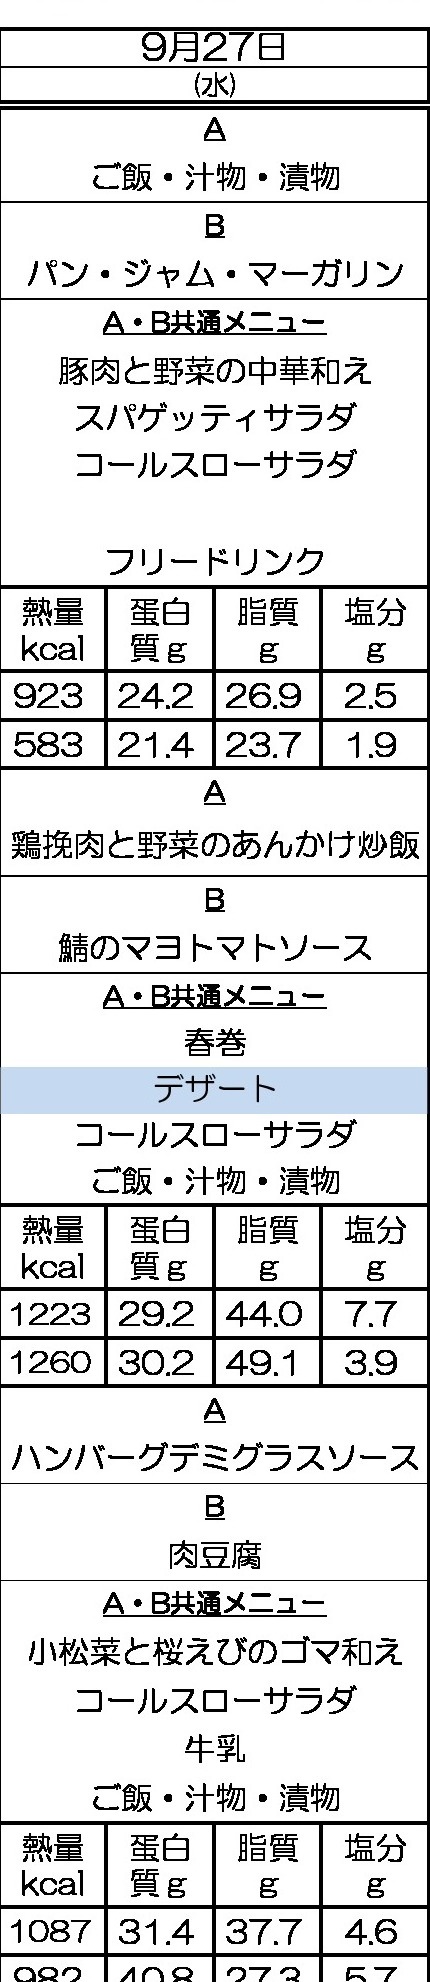 9月27日
(水)
A
ご飯・汁物・漬物
B
パン・ジャム・マーガリン
A・B共通メニュー
豚肉と野菜の中華和え
スパゲッティサラダ
コールスローサラダ
フリードリンク
熱量 蛋白 脂質 塩分
kcal 質g g g
923 24.2 26.9 2.5
583 21.4 23.7 1.9
A
鶏挽肉と野菜のあんかけ炒飯
B
鯖のマヨトマトソース
A・B共通メニュー
春巻
デザート
コールスローサラダ
ご飯・汁物・漬物
熱量 蛋白 脂質 塩分
kcal 質g g g
1223 29.2 44.0 7.7
1260 30.2 49.1 3.9
A
ハンバーグデミグラスソース
B
肉豆腐
A・B共通メニュー
小松菜と桜えびのゴマ和え
コールスローサラダ
牛乳
ご飯・汁物・漬物
熱量 蛋白 脂質 塩分
kcal 質g g g
1087 31.4 37.7 4.6
982 40.8 27.3 5.7